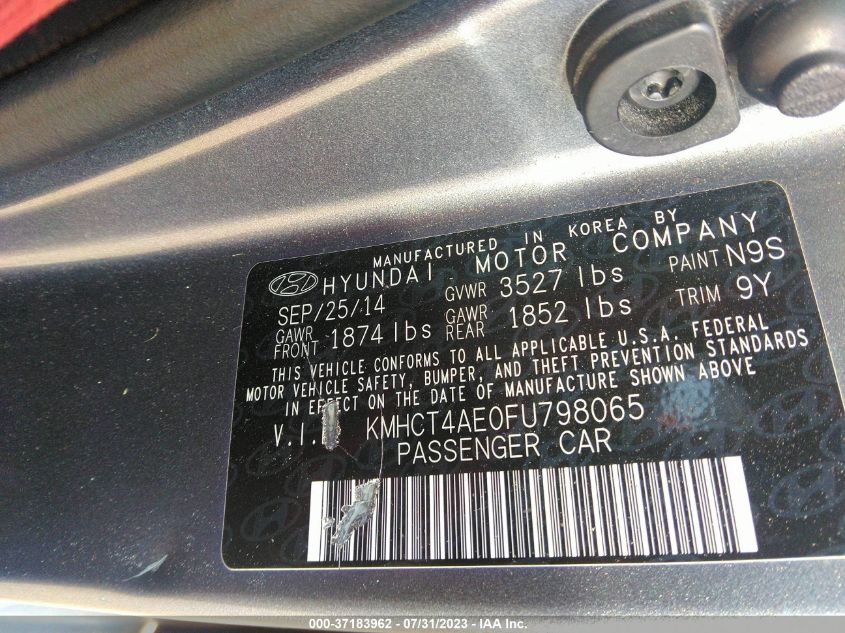 MANUFACTURED IN KOREA BY
HYUNDAI MOTOR COMPANY
SEP/25/14 GVWR 3527 lbs PAINT N9S
GAWR FRONT 1874 lbs GAWR REAR 1852 lbs TRIM 9Y
THIS VEHICLE CONFORMS TO ALL APPLICABLE U.S.A. FEDERAL
MOTOR VEHICLE SAFETY, BUMPER, AND THEFT PREVENTION STANDARDS
IN EFFECT ON THE DATE OF MANUFACTURE SHOWN ABOVE
V.I. KMHCT4AE0FU798065
PASSENGER CAR
000-37183962 - 07/31/2023 - © IAA Inc.